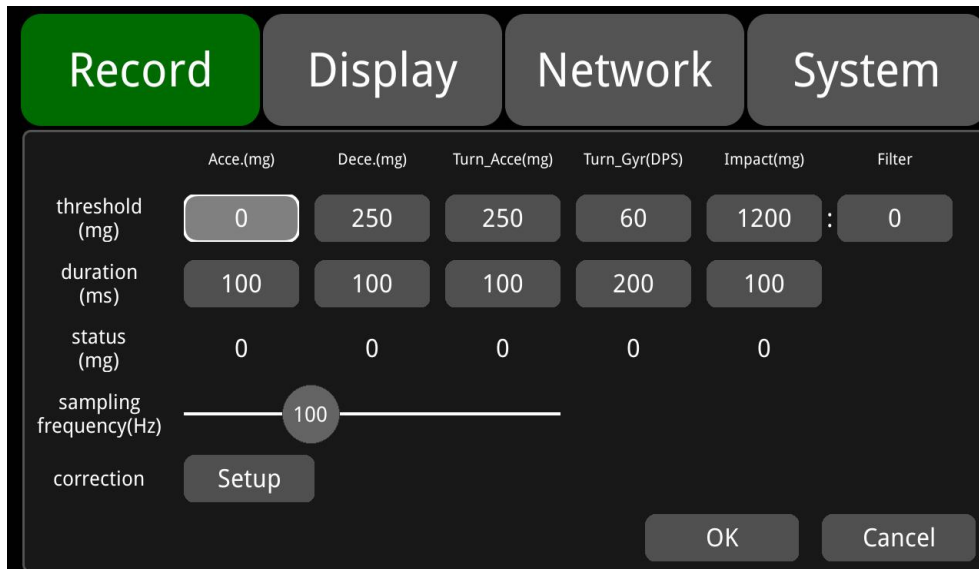 Record Display Network System
Acce.(mg) Dece.(mg) Turn_Acce(mg) Turn_Gyr(DPS) Impact(mg) Filter
threshold
(mg)
0 250 250 60 1200 : 0
duration
(ms)
100 100 100 200 100
status
(mg)
0 0 0 0 0
sampling
frequency(Hz)
100
correction Setup
OK Cancel